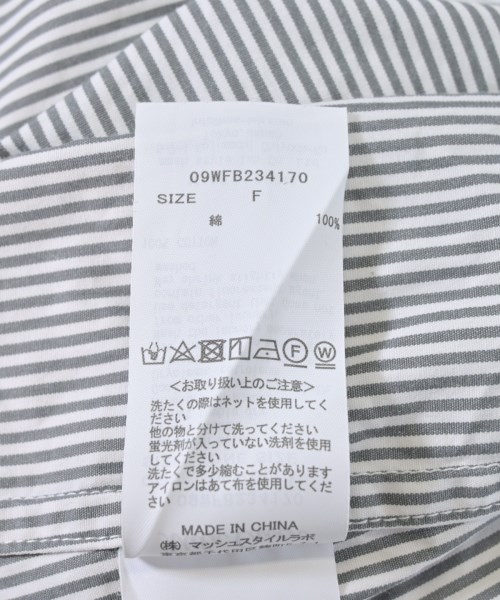 09WFB234170
SIZE F
綿 100%
F W
<お取り扱い上のご注意>
洗たくの際はネットを使用してくだ
さい
他の物と分けて洗ってください
蛍光剤が入っていない洗剤を使用
ください
洗たくで多少縮むことがあります
アイロンはあて布を使用してください
MADE IN CHINA
(株) マッシュスタイルラボ